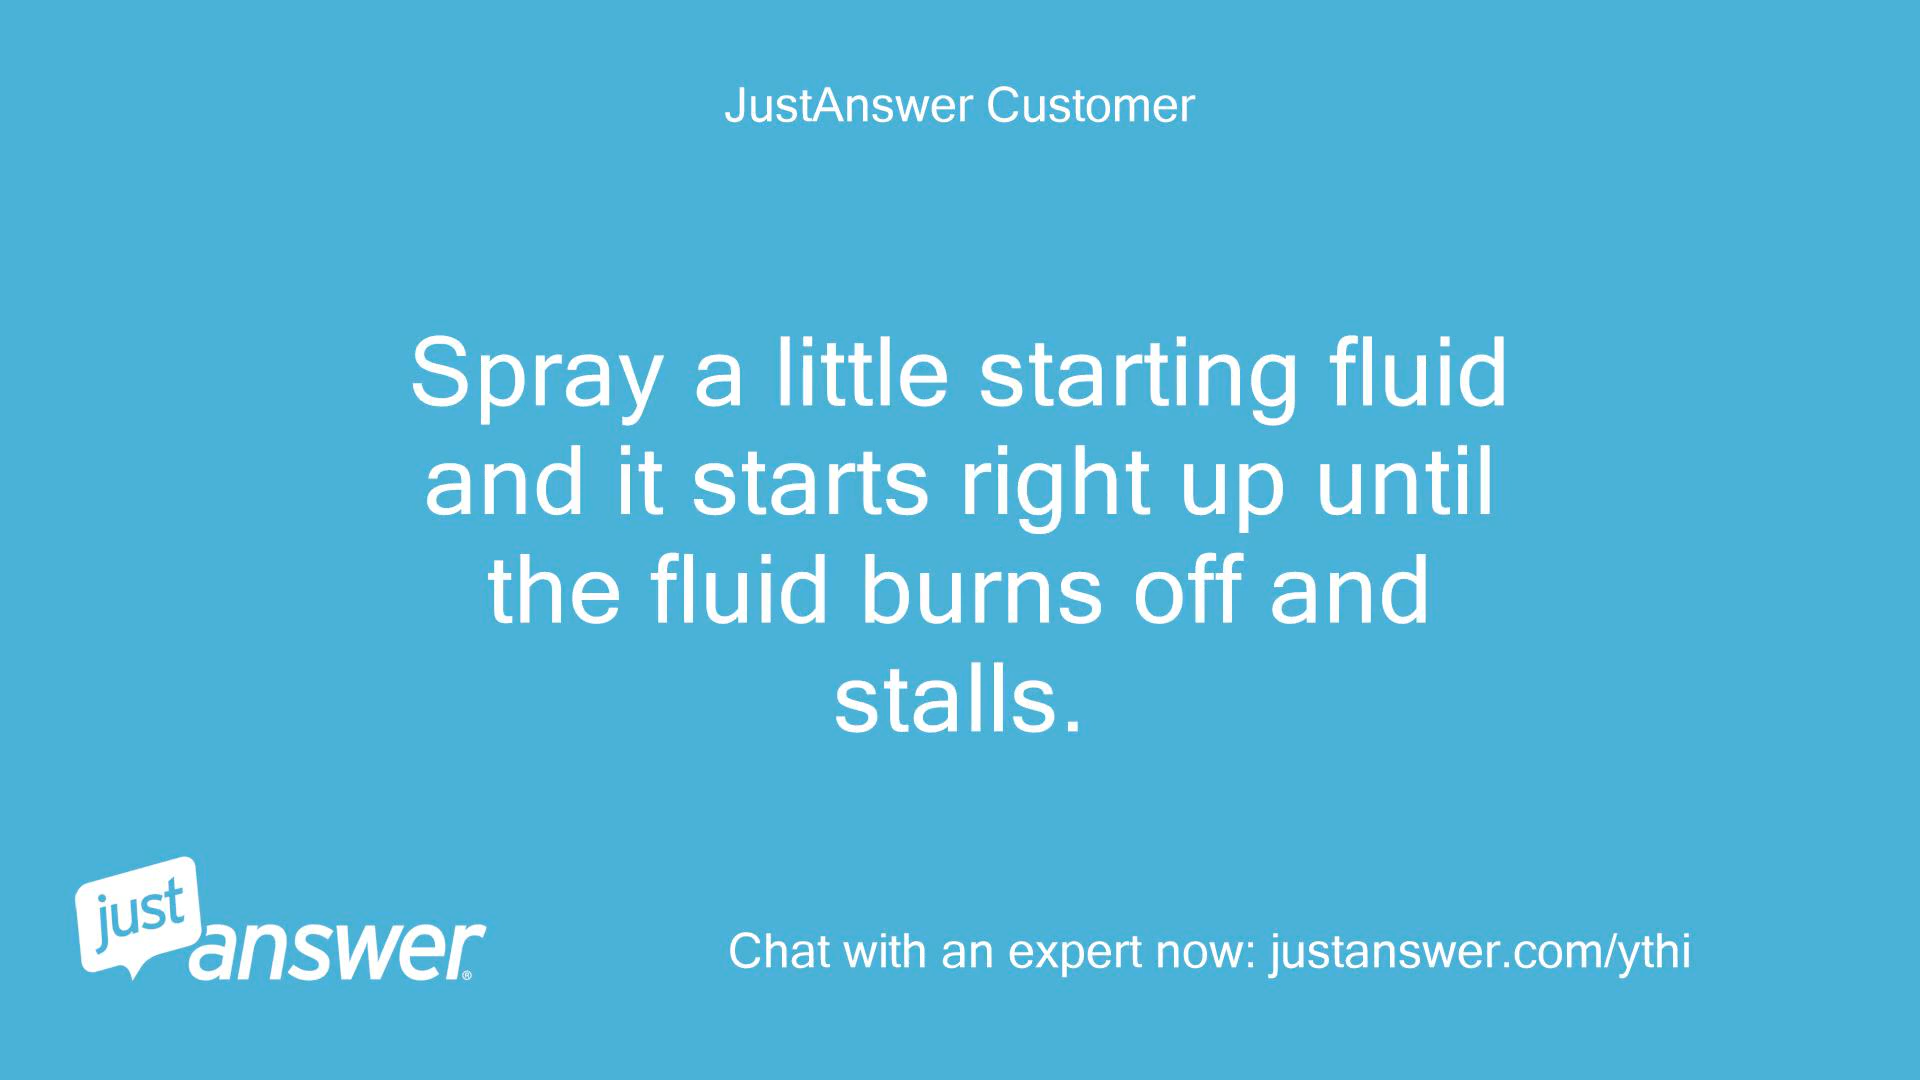 JustAnswer Customer
Spray a little starting fluid
and it starts right up until
the fluid burns off and
stalls.
just
answer®
Chat with an expert now: justanswer.com/ythi